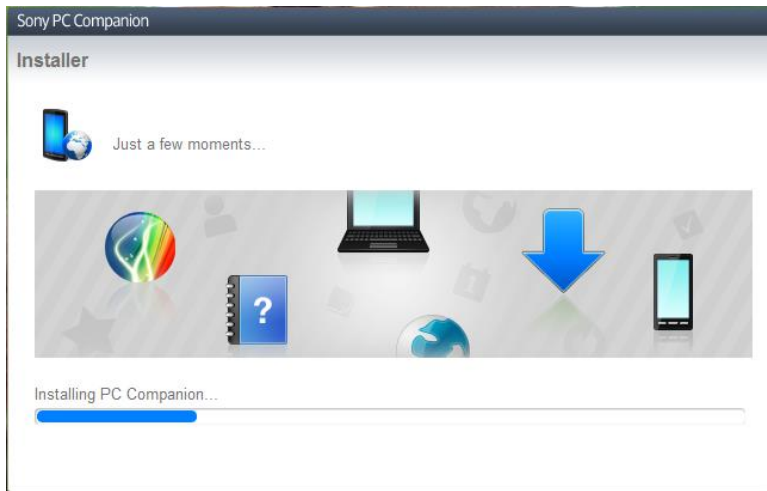 Sony PC Companion
Installer
Just a few moments...
?
Installing PC Companion...